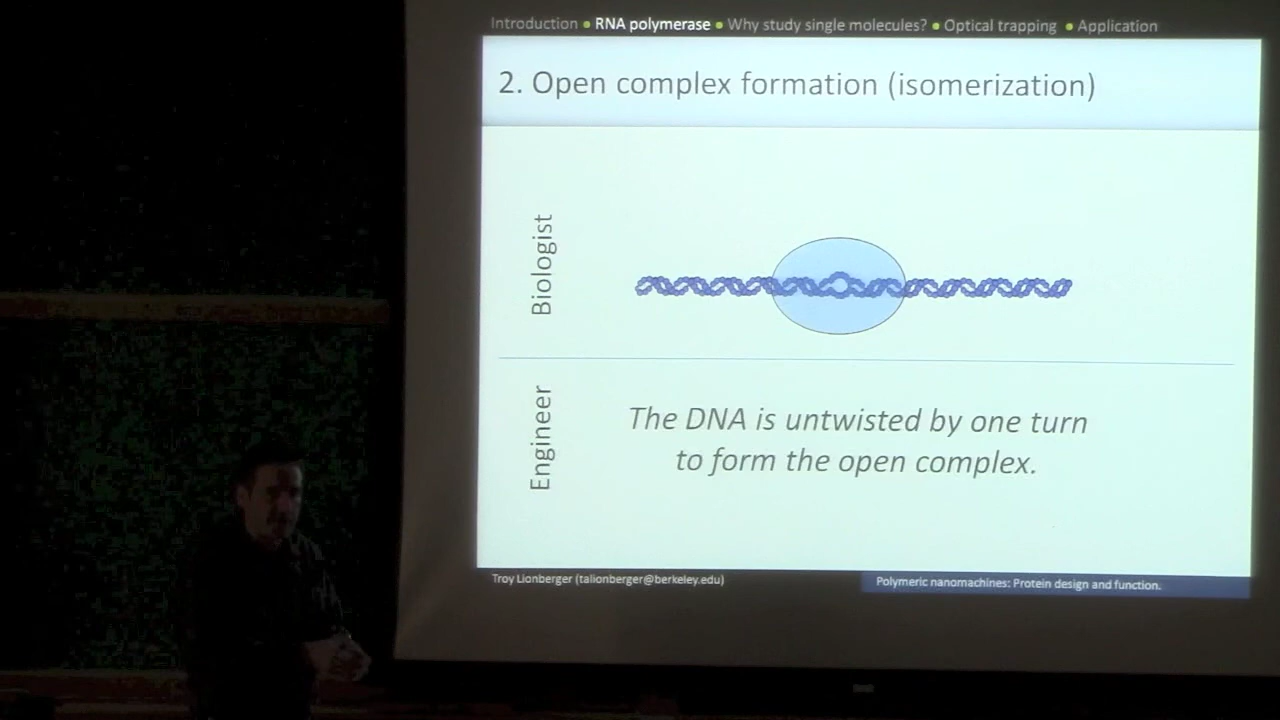 Introduction • RNA polymerase • Why study single molecules? • Optical trapping • Application
2. Open complex formation (isomerization)
Biologist
Engineer
The DNA is untwisted by one turn
to form the open complex.
Troy Lionberger (talionberger@berkeley.edu)
Polymeric nanomachines: Protein design and function.